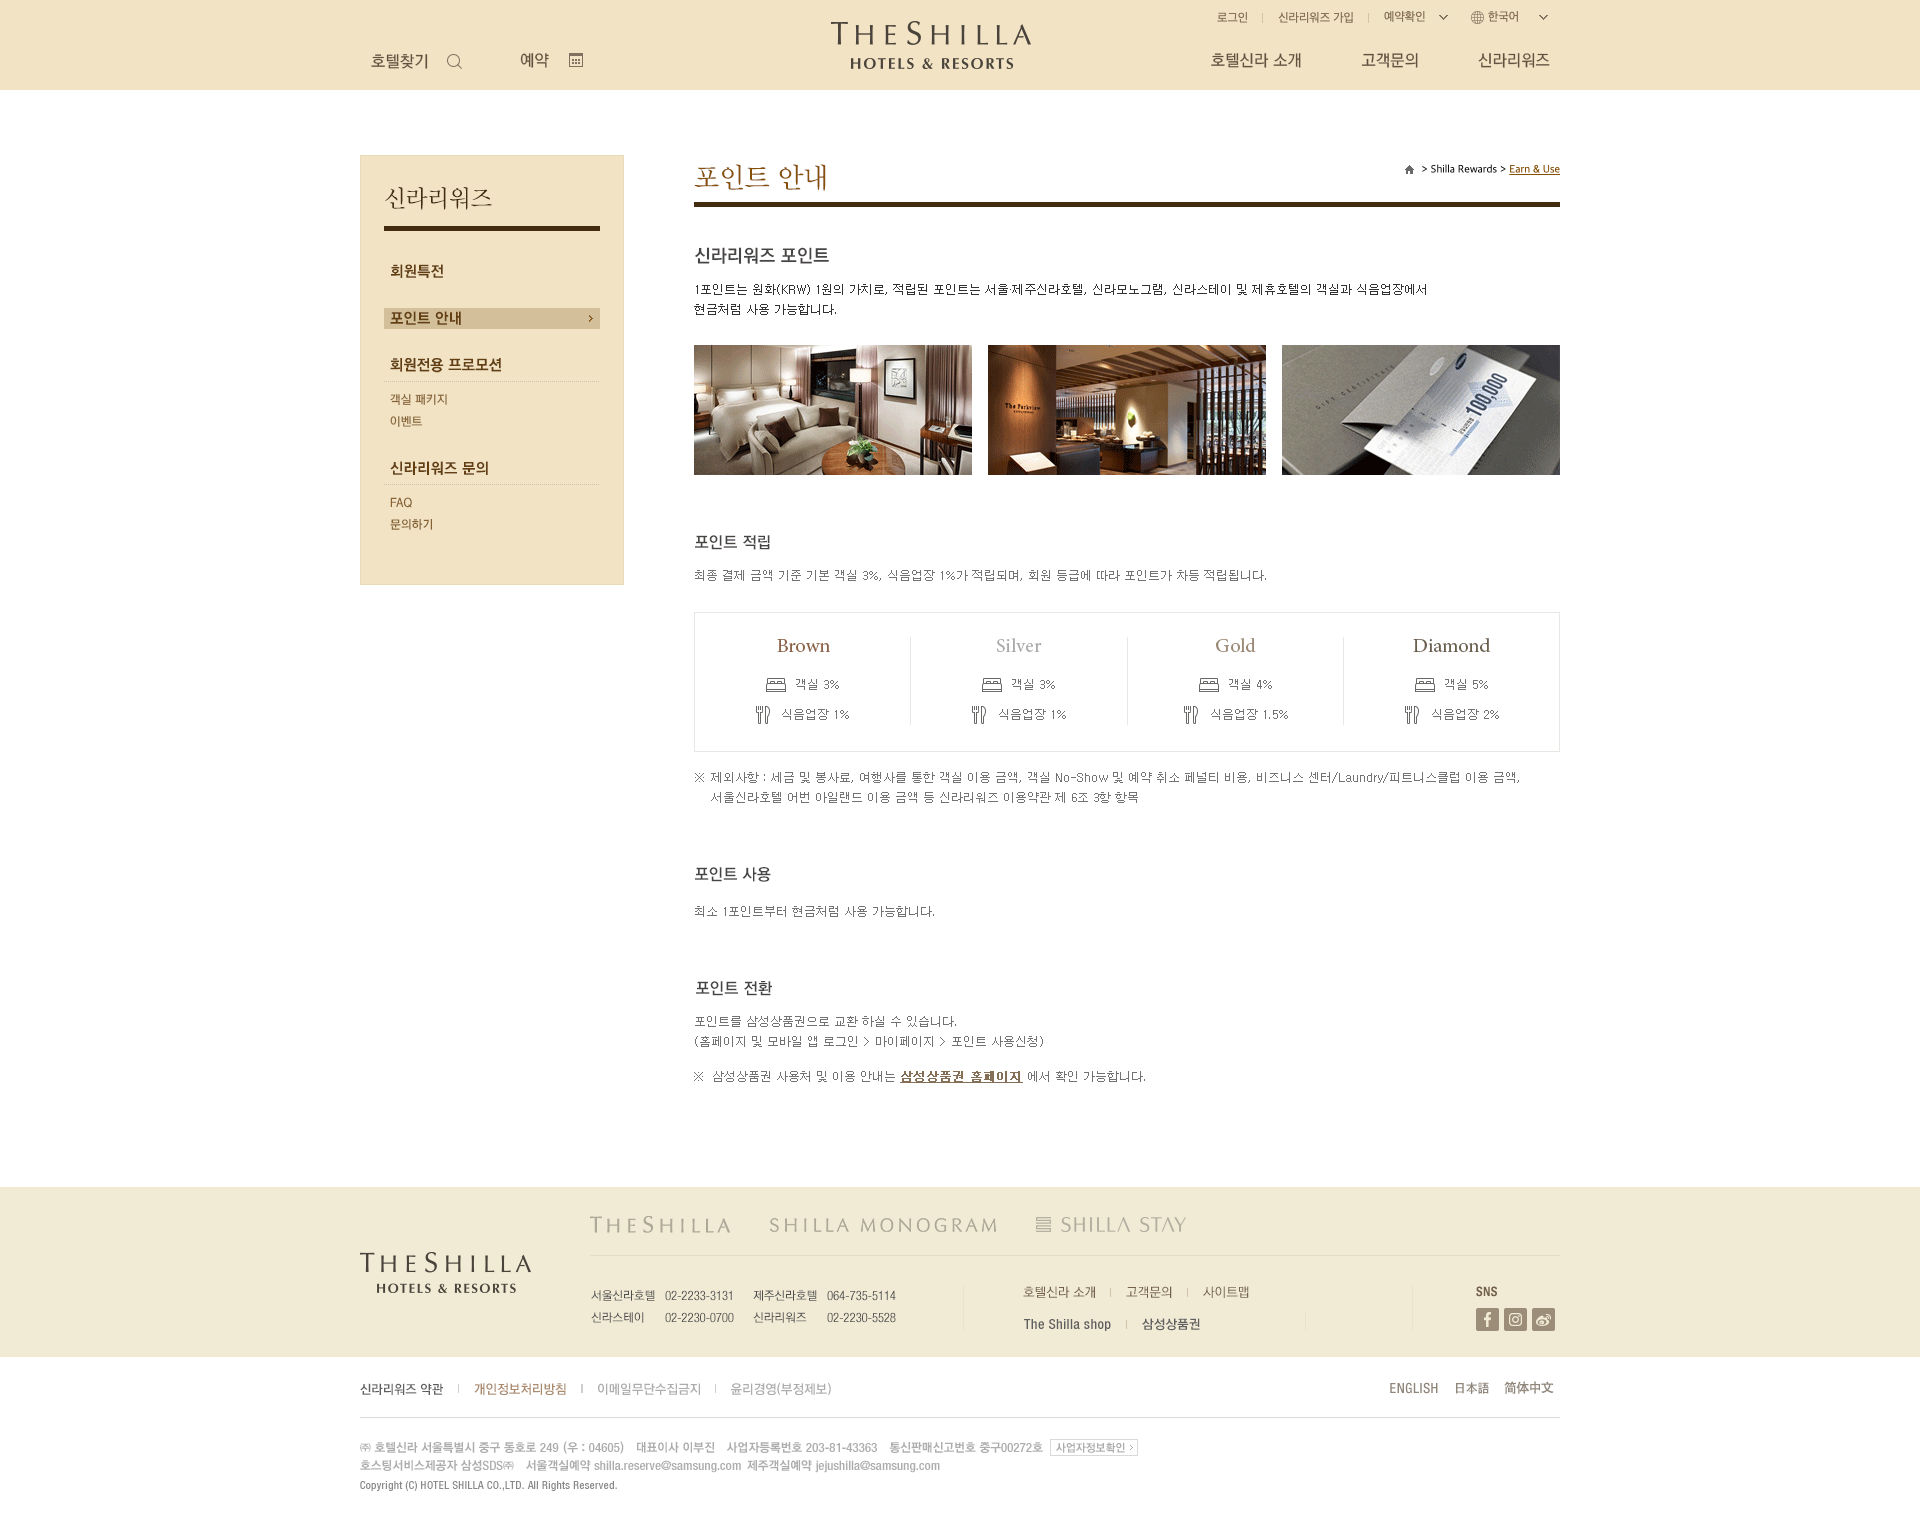 로그인
신라리워즈 가입
예약확인
한국어
호텔찾기
예약
THE SHILLA
HOTELS & RESORTS
호텔신라 소개
고객문의
신라리워즈
신라리워즈
회원특전
포인트 안내
회원전용 프로모션
객실 패키지
이벤트
신라리워즈 문의
FAQ
문의하기
포인트 안내
> Shilla Rewards > Earn & Use
신라리워즈 포인트
1포인트는 원화(KRW) 1원의 가치로, 적립된 포인트는 서울·제주신라호텔, 신라모노그램, 신라스테이 및 제휴호텔의 객실과 식음업장에서
현금처럼 사용 가능합니다.
The Parkview
GIFT CERTIFICATE
100,000
포인트 적립
최종 결제 금액 기준 기본 객실 3%, 식음업장 1%가 적립되며, 회원 등급에 따라 포인트가 차등 적립됩니다.
Brown
객실 3%
식음업장 1%
Silver
객실 3%
식음업장 1%
Gold
객실 4%
식음업장 1.5%
Diamond
객실 5%
식음업장 2%
※ 제외사항 : 세금 및 봉사료, 여행사를 통한 객실 이용 금액, 객실 No-Show 및 예약 취소 페널티 비용, 비즈니스 센터/Laundry/피트니스클럽 이용 금액,
서울신라호텔 어번 아일랜드 이용 금액 등 신라리워즈 이용약관 제 6조 3항 항목
포인트 사용
최소 1포인트부터 현금처럼 사용 가능합니다.
포인트 전환
포인트를 삼성상품권으로 교환 하실 수 있습니다.
(홈페이지 및 모바일 앱 로그인 > 마이페이지 > 포인트 사용신청)
※ 삼성상품권 사용처 및 이용 안내는 삼성상품권 홈페이지 에서 확인 가능합니다.
THE SHILLA
SHILLA MONOGRAM
SHILLA STAY
THE SHILLA
HOTELS & RESORTS
서울신라호텔 02-2233-3131 제주신라호텔 064-735-5114
신라스테이 02-2230-0700 신라리워즈 02-2230-5528
호텔신라 소개
고객문의
사이트맵
The Shilla shop
삼성상품권
SNS
신라리워즈 약관
개인정보처리방침
이메일무단수집금지
윤리경영(부정제보)
ENGLISH
日本語
简体中文
㈜ 호텔신라 서울특별시 중구 동호로 249 (우 : 04605) 대표이사 이부진 사업자등록번호 203-81-43363 통신판매신고번호 중구00272호 사업자정보확인 >
호스팅서비스제공자 삼성SDS㈜ 서울객실예약 shilla.reserve@samsung.com 제주객실예약 jejushilla@samsung.com
Copyright (C) HOTEL SHILLA CO.,LTD. All Rights Reserved.